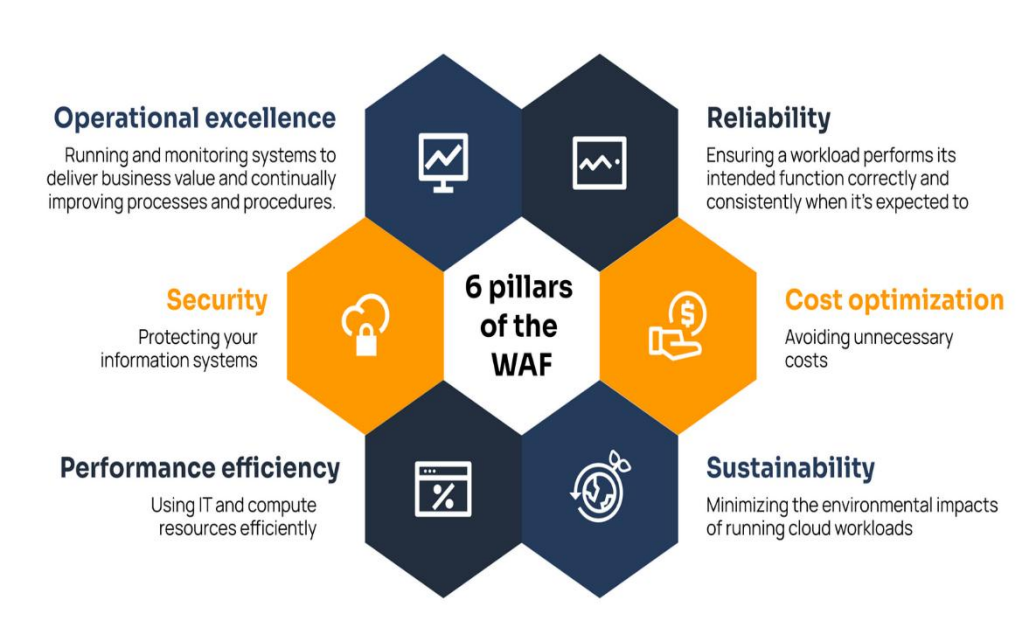 Operational excellence
Running and monitoring systems to
deliver business value and continually
improving processes and procedures.
Reliability
Ensuring a workload performs its
intended function correctly and
consistently when it's expected to
Security
Protecting your
information systems
6 pillars
of the
WAF
$
Cost optimization
Avoiding unnecessary
costs
Performance efficiency
Using IT and compute
resources efficiently
%
Sustainability
Minimizing the environmental impacts
of running cloud workloads